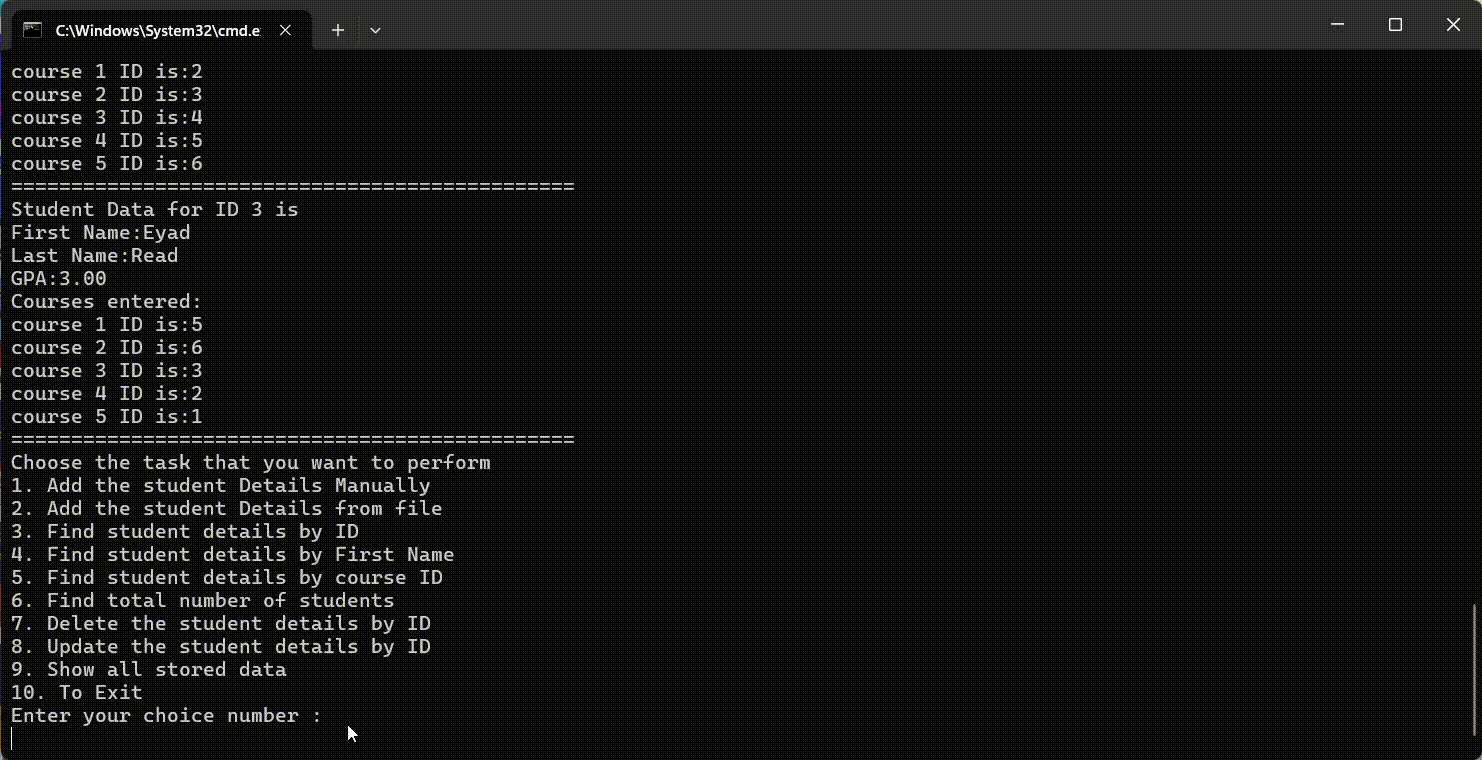 C:\Windows\System32\cmd.e
course 1 ID is:2
course 2 ID is:3
course 3 ID is:4
course 4 ID is:5
course 5 ID is:6
===============================================
Student Data for ID 3 is
First Name:Eyad
Last Name:Read
GPA:3.00
Courses entered:
course 1 ID is:5
course 2 ID is:6
course 3 ID is:3
course 4 ID is:2
course 5 ID is:1
===============================================
Choose the task that you want to perform
1. Add the student Details Manually
2. Add the student Details from file
3. Find student details by ID
4. Find student details by First Name
5. Find student details by course ID
6. Find total number of students
7. Delete the student details by ID
8. Update the student details by ID
9. Show all stored data
10. To Exit
Enter your choice number :